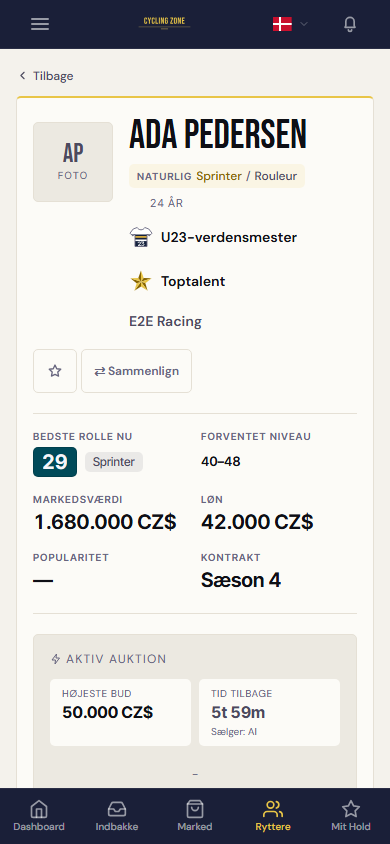 CYCLING ZONE
Tilbage
AP
FOTO
ADA PEDERSEN
NATURLIG Sprinter / Rouleur
24 ÅR
23
U23-verdensmester
Toptalent
E2E Racing
Sammenlign
BEDSTE ROLLE NU
29 Sprinter
FORVENTET NIVEAU
40–48
MARKEDSVÆRDI
1.680.000 CZ$
LØN
42.000 CZ$
POPULARITET
—
KONTRAKT
Sæson 4
AKTIV AUKTION
HØJESTE BUD
50.000 CZ$
TID TILBAGE
5t 59m
Sælger: AI
–
Dashboard
Indbakke
Marked
Ryttere
Mit Hold